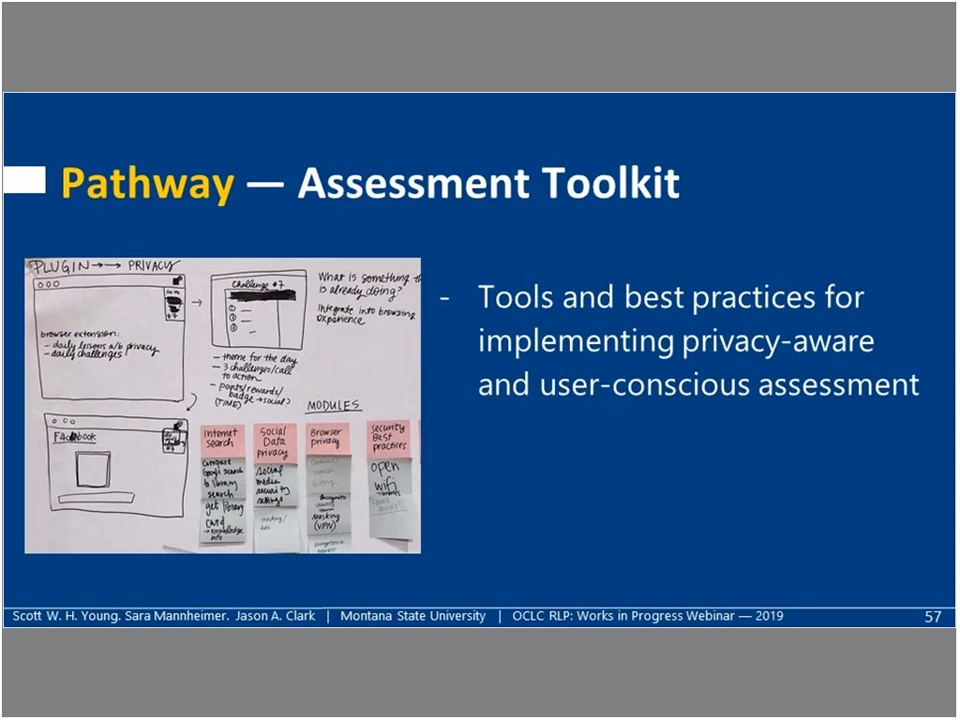 Pathway — Assessment Toolkit
PLUGIN → → PRIVACY
browser extension:
- daily lessons a/b privacy
- daily challenges
Challenge #7
1
2
3
- theme for the day
- 3 challenges/call
to action
- points/rewards/
badge → social?
(TIME)
What is something
is already doing?
Integrate into browsing
experience
Facebook
MODULES
Internet
search
compare
Google search
to library
search
get library
card
→ knowledge
info
Social
Data
privacy
social
media
security
settings
Browser
privacy
Incognito
Masking
(VPN)
security
Best
practices
open
wifi
- Tools and best practices for
implementing privacy-aware
and user-conscious assessment
Scott W. H. Young. Sara Mannheimer. Jason A. Clark | Montana State University | OCLC RLP: Works in Progress Webinar — 2019
57